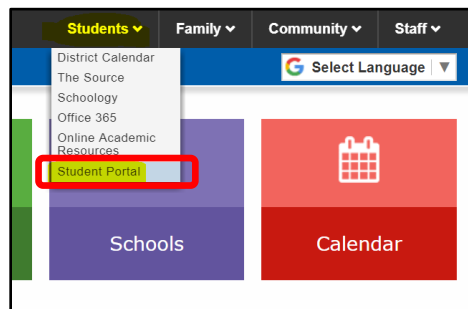 Students Family Community Staff
District Calendar
The Source
Schoology
Office 365
Online Academic
Resources
Student Portal
G Select Language
Schools
Calendar